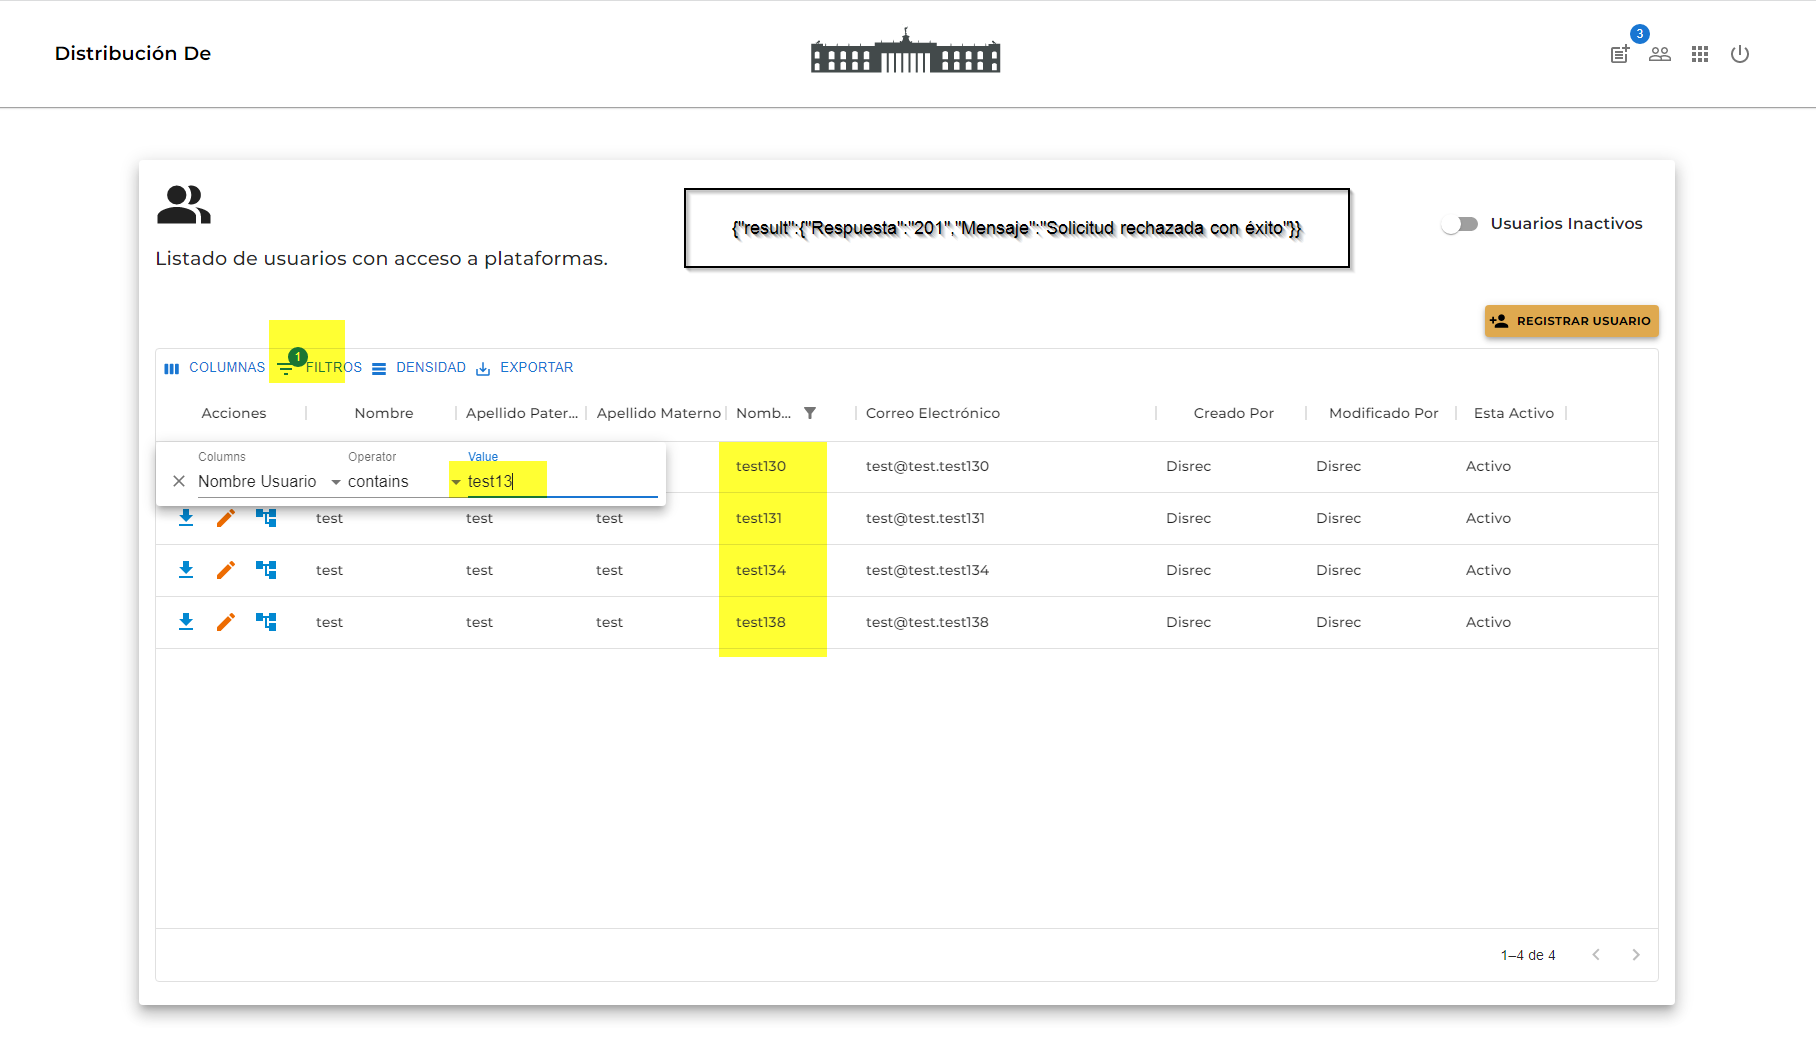 Distribución De
3
{"result":{"Respuesta":"201","Mensaje":"Solicitud rechazada con éxito"}}
Usuarios Inactivos
Listado de usuarios con acceso a plataformas.
REGISTRAR USUARIO
COLUMNAS 1 FILTROS DENSIDAD EXPORTAR
Acciones Nombre Apellido Pater... Apellido Materno Nomb... Correo Electrónico Creado Por Modificado Por Esta Activo
Columns Operator Value
Nombre Usuario contains test13
test130 test@test.test130 Disrec Disrec Activo
test test test test131 test@test.test131 Disrec Disrec Activo
test test test test134 test@test.test134 Disrec Disrec Activo
test test test test138 test@test.test138 Disrec Disrec Activo
1–4 de 4